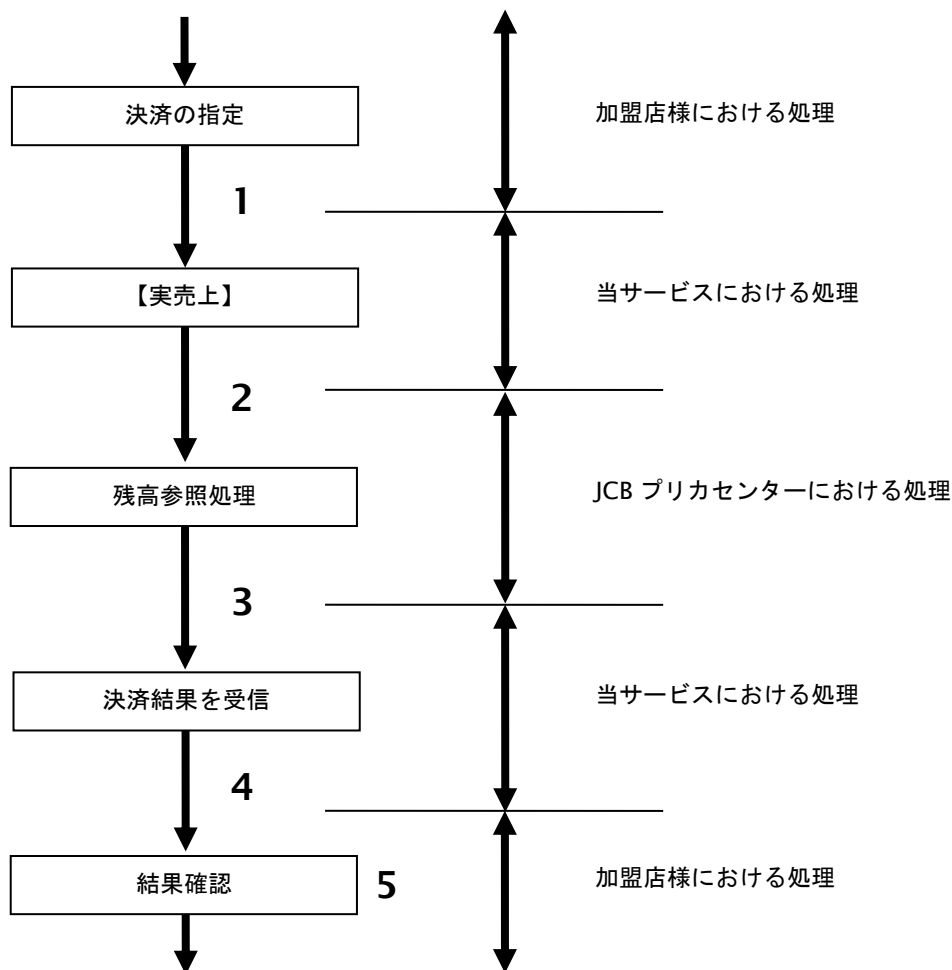 決済の指定
加盟店様における処理
1
【実売上】
当サービスにおける処理
2
残高参照処理
JCB プリカセンターにおける処理
3
決済結果を受信
当サービスにおける処理
4
結果確認
5
加盟店様における処理